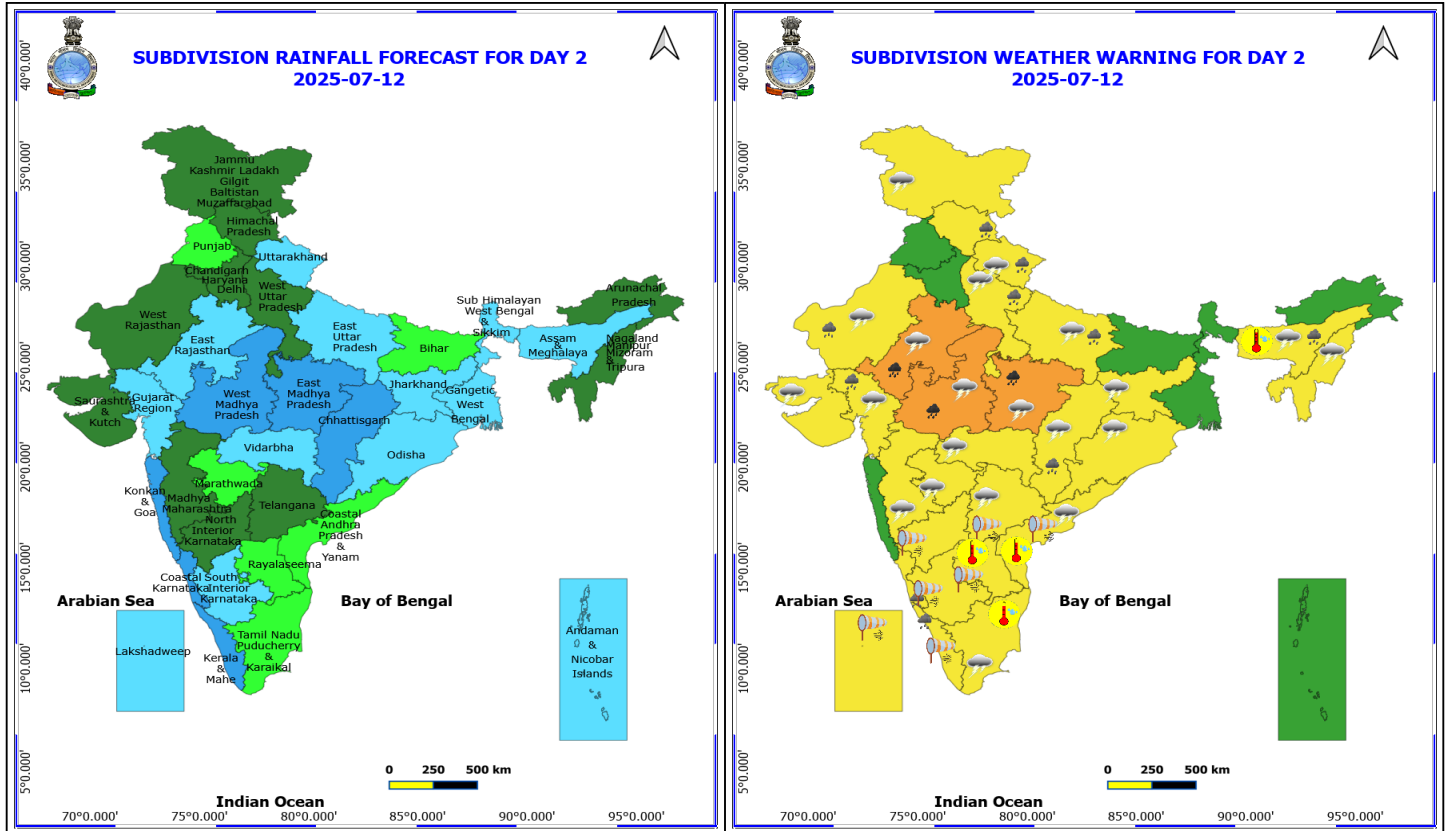 SUBDIVISION RAINFALL FORECAST FOR DAY 2
2025-07-12
40°0.000'
35°0.000'
30°0.000'
25°0.000'
20°0.000'
15°0.000'
10°0.000'
5°0.000'
Jammu
Kashmir Ladakh
Gilgit
Baltistan
Muzaffarabad
Himachal
Pradesh
Punjab
Uttarakhand
Chandigarh
Haryana
Delhi
West
Uttar
Pradesh
Arunachal
Pradesh
West
Rajasthan
Sub Himalayan
West Bengal
&
Sikkim
East
Rajasthan
East
Uttar
Pradesh
Bihar
Assam
&
Meghalaya
Nagaland
Manipur
Mizoram
&
Tripura
Saurashtra
&
Kutch
Gujarat
Region
West
Madhya
Pradesh
East
Madhya
Pradesh
Jharkhand
Gangetic
West
Bengal
Chhattisgarh
Vidarbha
Odisha
Konkan
&
Goa
Madhya
Maharashtra
Marathwada
Telangana
North
Interior
Karnataka
Coastal
Andhra
Pradesh
&
Yanam
Rayalaseema
Coastal
Karnataka
South
Interior
Karnataka
Arabian Sea
Bay of Bengal
Lakshadweep
Kerala
&
Mahe
Tamil Nadu
Puducherry
&
Karaikal
Andaman
&
Nicobar
Islands
0 250 500 km
Indian Ocean
70°0.000' 75°0.000' 80°0.000' 85°0.000' 90°0.000' 95°0.000'
SUBDIVISION WEATHER WARNING FOR DAY 2
2025-07-12
40°0.000'
35°0.000'
30°0.000'
25°0.000'
20°0.000'
15°0.000'
10°0.000'
5°0.000'
Arabian Sea
Bay of Bengal
0 250 500 km
Indian Ocean
70°0.000' 75°0.000' 80°0.000' 85°0.000' 90°0.000' 95°0.000'